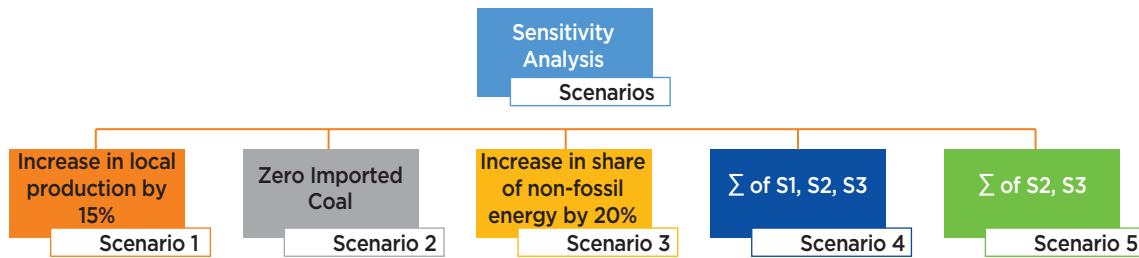 Sensitivity
Analysis
Scenarios
Increase in local
production by
15%
Scenario 1
Zero Imported
Coal
Scenario 2
Increase in share
of non-fossil
energy by 20%
Scenario 3
∑ of S1, S2, S3
Scenario 4
∑ of S2, S3
Scenario 5